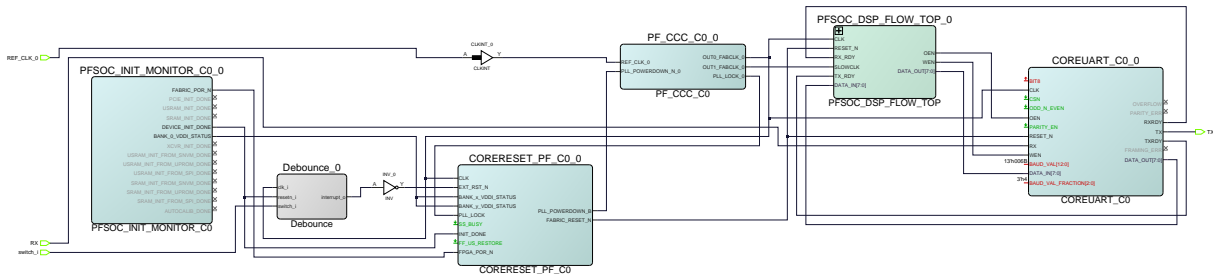 REF_CLK_0
RX
switch_i
PFSOC_INIT_MONITOR_C0_0
FABRIC_POR_N
PCIE_INIT_DONE
USRAM_INIT_DONE
SRAM_INIT_DONE
DEVICE_INIT_DONE
BANK_0_VDDI_STATUS
XCVR_INIT_DONE
USRAM_INIT_FROM_SNVM_DONE
USRAM_INIT_FROM_UPROM_DONE
USRAM_INIT_FROM_SPI_DONE
SRAM_INIT_FROM_SNVM_DONE
SRAM_INIT_FROM_UPROM_DONE
SRAM_INIT_FROM_SPI_DONE
AUTOCALIB_DONE
PFSOC_INIT_MONITOR_C0
Debounce_0
clk_i
resetn_i
switch_i
interrupt_o
Debounce
INV_0
A
Y
INV
CLKINT_0
A
Y
CLKINT
CORERESET_PF_C0_0
CLK
EXT_RST_N
BANK_x_VDDI_STATUS
BANK_y_VDDI_STATUS
PLL_LOCK
SS_BUSY
INIT_DONE
FF_US_RESTORE
FPGA_POR_N
PLL_POWERDOWN_B
FABRIC_RESET_N
CORERESET_PF_C0
PF_CCC_C0_0
REF_CLK_0
PLL_POWERDOWN_N_0
OUT0_FABCLK_0
OUT1_FABCLK_0
PLL_LOCK_0
PF_CCC_C0
PFSOC_DSP_FLOW_TOP_0
CLK
RESET_N
RX_RDY
SLOWCLK
TX_RDY
DATA_IN[7:0]
OEN
WEN
DATA_OUT[7:0]
PFSOC_DSP_FLOW_TOP
COREUART_C0_0
BIT8
CLK
CSN
ODD_N_EVEN
OEN
PARITY_EN
RESET_N
RX
WEN
13'h006B
BAUD_VAL[12:0]
DATA_IN[7:0]
3'h4
BAUD_VAL_FRACTION[2:0]
OVERFLOW
PARITY_ERR
RXRDY
TX
TXRDY
FRAMING_ERR
DATA_OUT[7:0]
COREUART_C0
TX